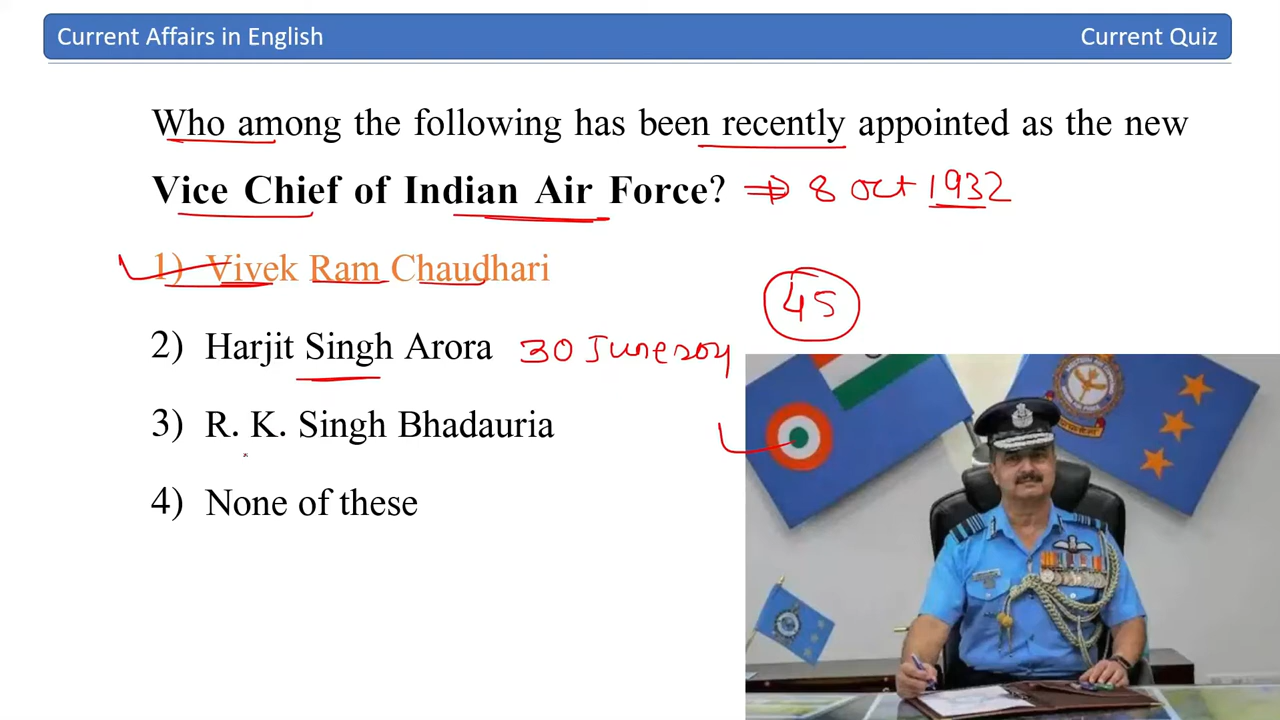 Current Affairs in English
Current Quiz
Who among the following has been recently appointed as the new
Vice Chief of Indian Air Force? ⇒ 8 Oct 1932
1) Vivek Ram Chaudhari
45
2) Harjit Singh Arora 30 June 
3) R. K. Singh Bhadauria
4) None of these